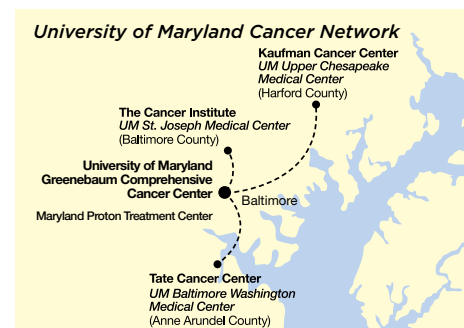 University of Maryland Cancer Network
Kaufman Cancer Center
UM Upper Chesapeake
Medical Center
(Harford County)
The Cancer Institute
UM St. Joseph Medical Center
(Baltimore County)
University of Maryland
Greenebaum Comprehensive
Cancer Center
Baltimore
Maryland Proton Treatment Center
Tate Cancer Center
UM Baltimore Washington
Medical Center
(Anne Arundel County)